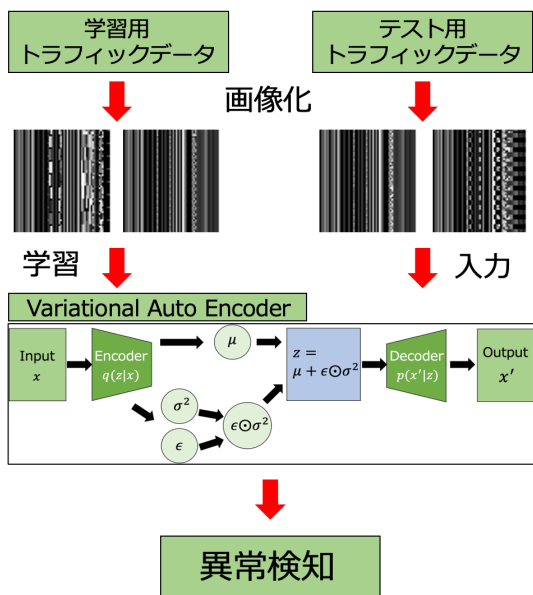 学習用
トラフィックデータ
テスト用
トラフィックデータ
画像化
学習
入力
Variational Auto Encoder
Input
x
Encoder
q(z|x)
μ
σ²
ϵ
ϵ⊙σ²
z =
μ + ϵ⊙σ²
Decoder
p(x′|z)
Output
x′
異常検知